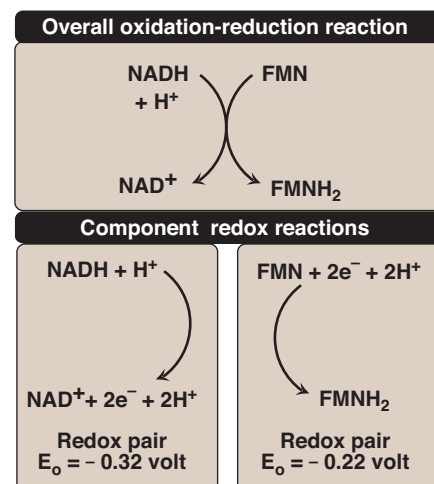 Overall oxidation-reduction reaction
NADH FMN
+ H⁺
NAD⁺ FMNH₂
Component redox reactions
NADH + H⁺
NAD⁺ + 2e⁻ + 2H⁺
Redox pair
Eₒ = – 0.32 volt
FMN + 2e⁻ + 2H⁺
FMNH₂
Redox pair
Eₒ = – 0.22 volt